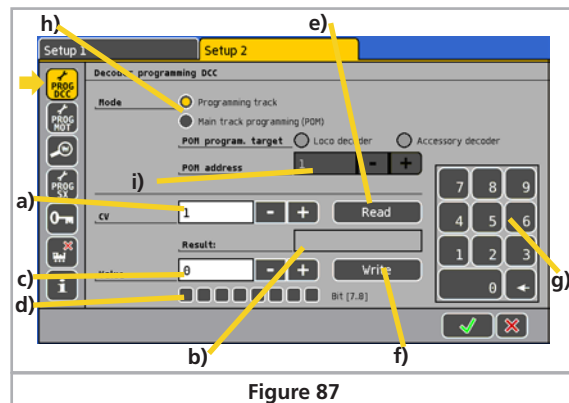 h)
e)
Setup 1
Setup 2
Decoder programming DCC
PROG
DCC
Mode
Programming track
Main track programming (POM)
PROG
MOT
POM program. target
Loco decoder
Accessory decoder
POM address
1
-
+
i)
PROG
SX
7
8
9
a)
CV
1
-
+
Read
4
5
6
Result:
1
2
3
g)
c)
Value
0
-
+
Write
0
d)
Bit [7..0]
b)
f)
Figure 87